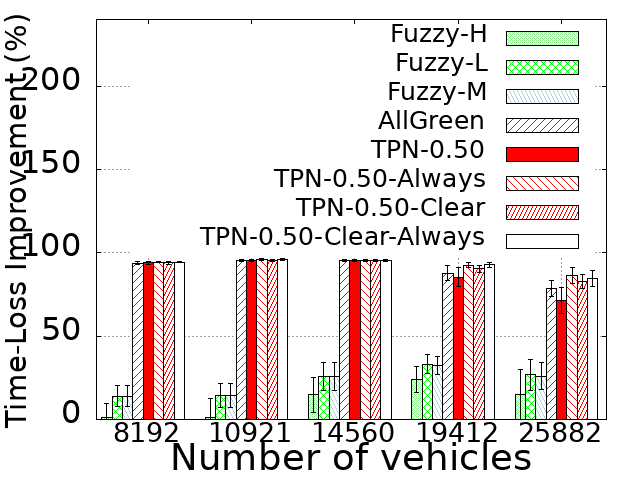 Time-Loss Improvement (%)
200
150
100
50
0
Fuzzy-H
Fuzzy-L
Fuzzy-M
AllGreen
TPN-0.50
TPN-0.50-Always
TPN-0.50-Clear
TPN-0.50-Clear-Always
8192 10921 14560 19412 25882
Number of vehicles